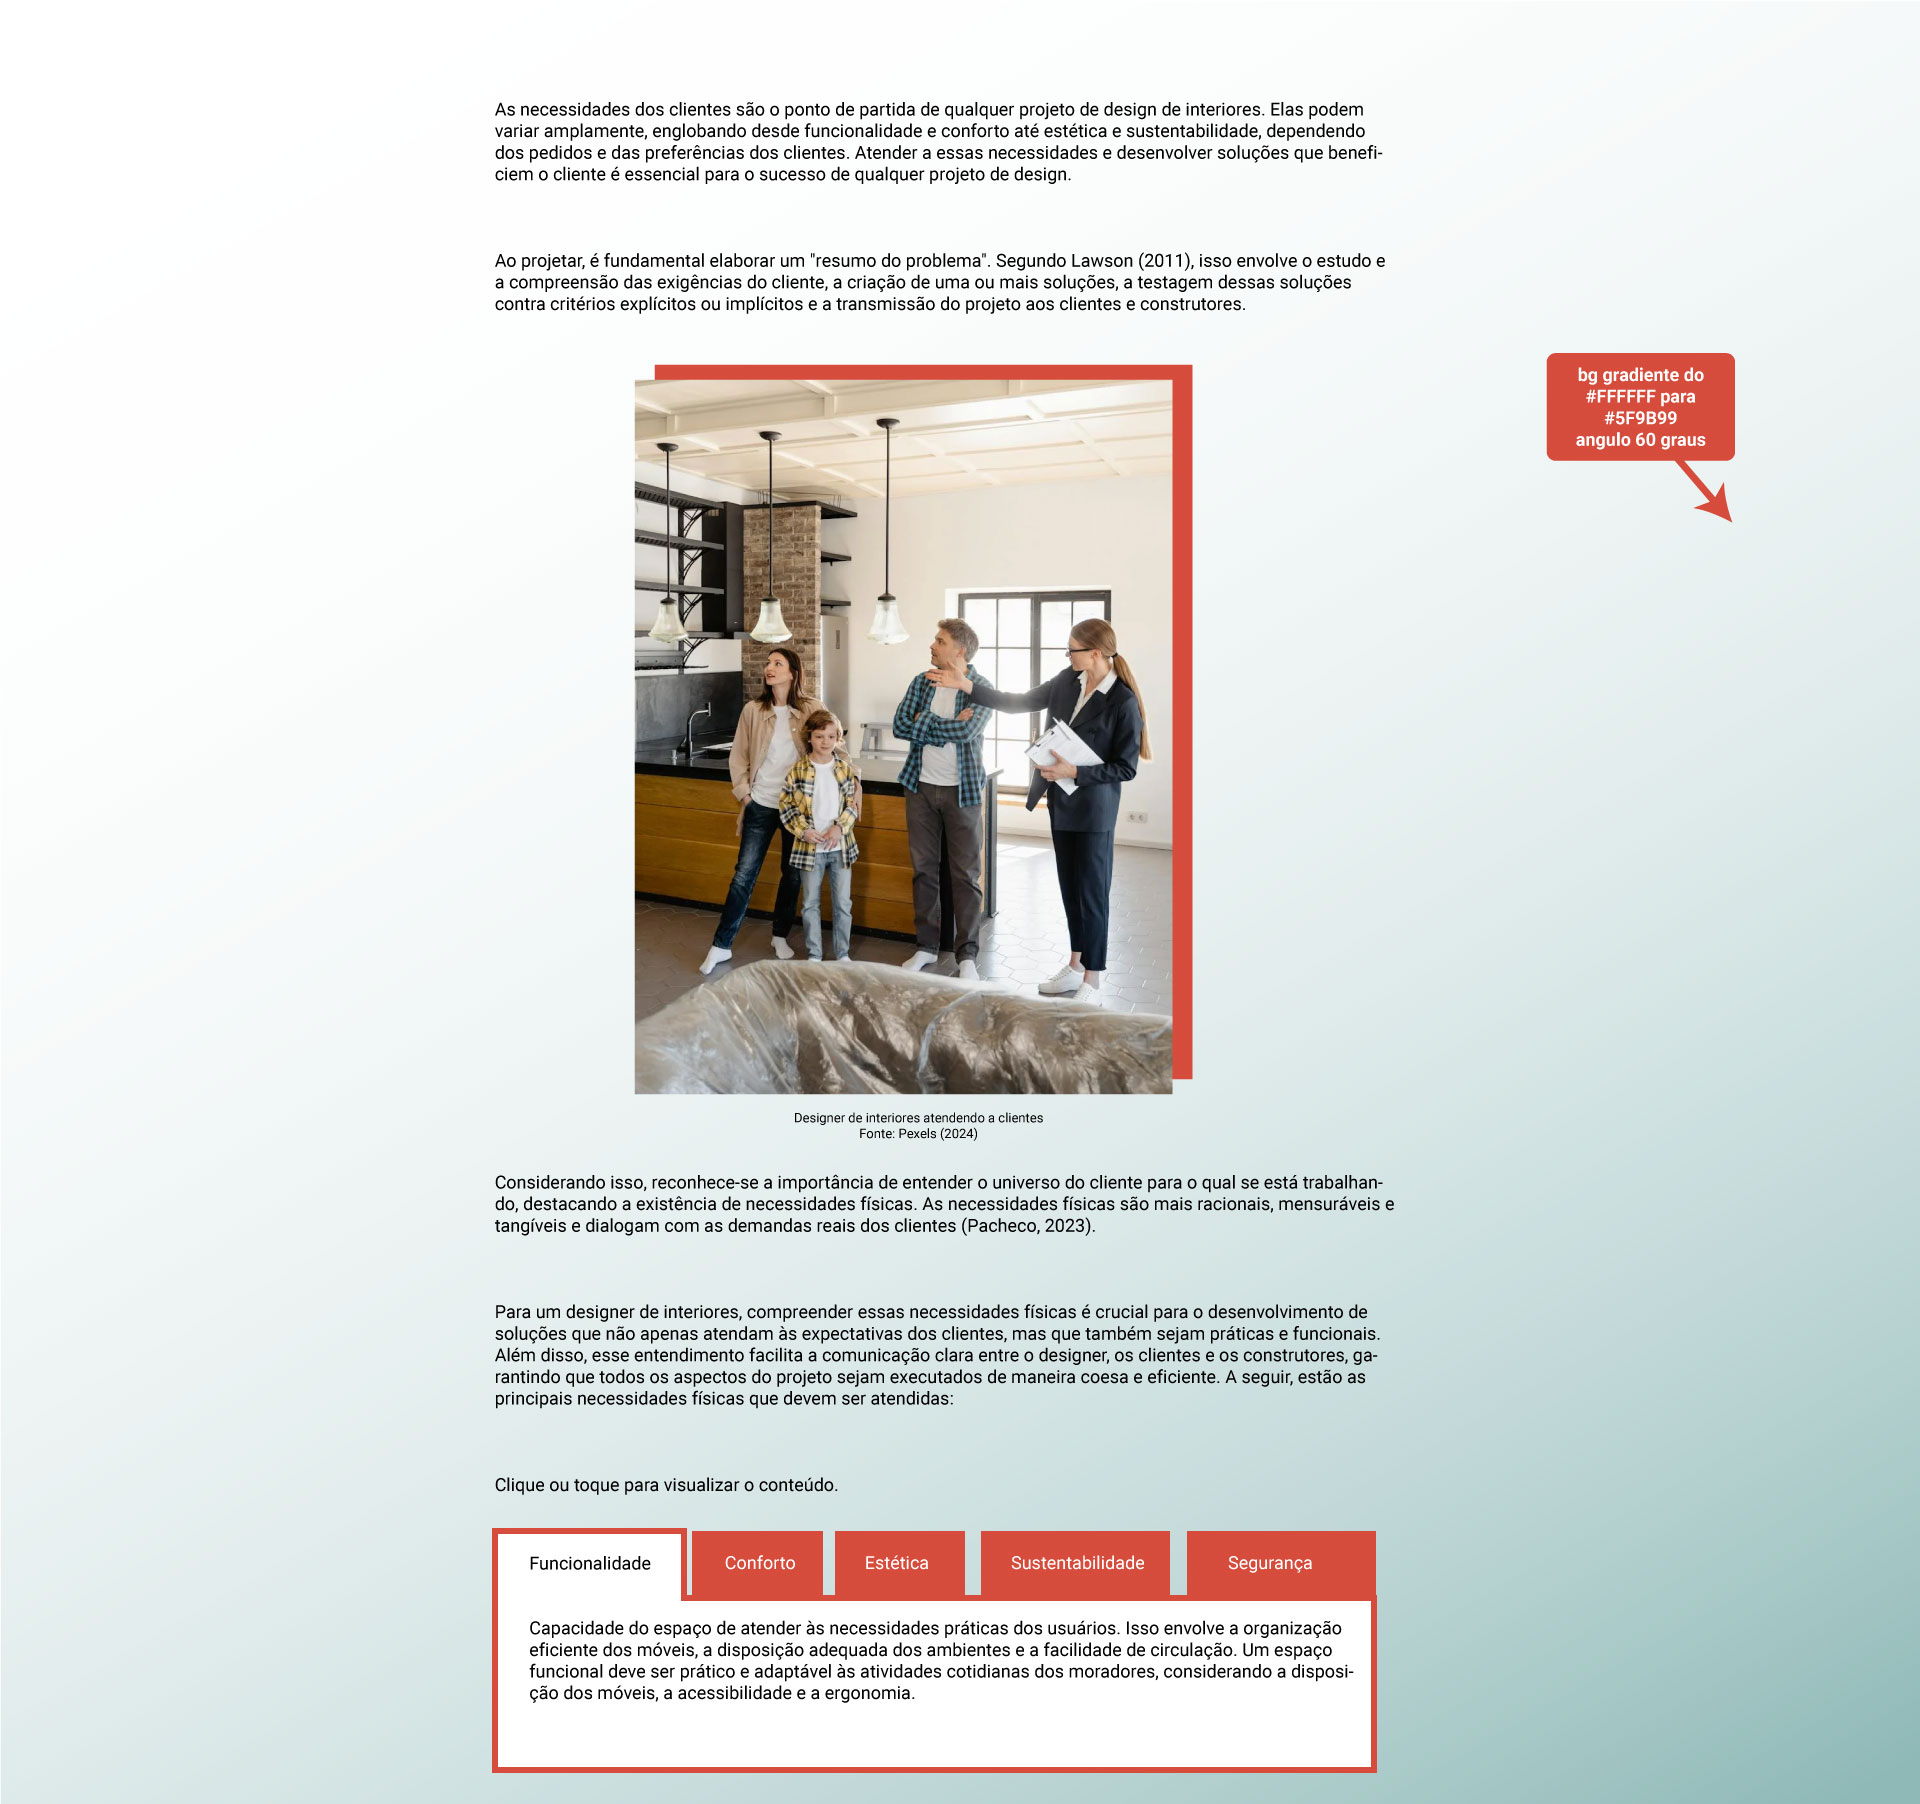 As necessidades dos clientes são o ponto de partida de qualquer projeto de design de interiores. Elas podem
variar amplamente, englobando desde funcionalidade e conforto até estética e sustentabilidade, dependendo
dos pedidos e das preferências dos clientes. Atender a essas necessidades e desenvolver soluções que benefi-
ciem o cliente é essencial para o sucesso de qualquer projeto de design.
Ao projetar, é fundamental elaborar um "resumo do problema". Segundo Lawson (2011), isso envolve o estudo e
a compreensão das exigências do cliente, a criação de uma ou mais soluções, a testagem dessas soluções
contra critérios explícitos ou implícitos e a transmissão do projeto aos clientes e construtores.
bg gradiente do
#FFFFFF para
#5F9B99
angulo 60 graus
Designer de interiores atendendo a clientes
Fonte: Pexels (2024)
Considerando isso, reconhece-se a importância de entender o universo do cliente para o qual se está trabalhan-
do, destacando a existência de necessidades físicas. As necessidades físicas são mais racionais, mensuráveis e
tangíveis e dialogam com as demandas reais dos clientes (Pacheco, 2023).
Para um designer de interiores, compreender essas necessidades físicas é crucial para o desenvolvimento de
soluções que não apenas atendam às expectativas dos clientes, mas que também sejam práticas e funcionais.
Além disso, esse entendimento facilita a comunicação clara entre o designer, os clientes e os construtores, ga-
rantindo que todos os aspectos do projeto sejam executados de maneira coesa e eficiente. A seguir, estão as
principais necessidades físicas que devem ser atendidas:
Clique ou toque para visualizar o conteúdo.
Funcionalidade
Conforto
Estética
Sustentabilidade
Segurança
Capacidade do espaço de atender às necessidades práticas dos usuários. Isso envolve a organização
eficiente dos móveis, a disposição adequada dos ambientes e a facilidade de circulação. Um espaço
funcional deve ser prático e adaptável às atividades cotidianas dos moradores, considerando a disposi-
ção dos móveis, a acessibilidade e a ergonomia.